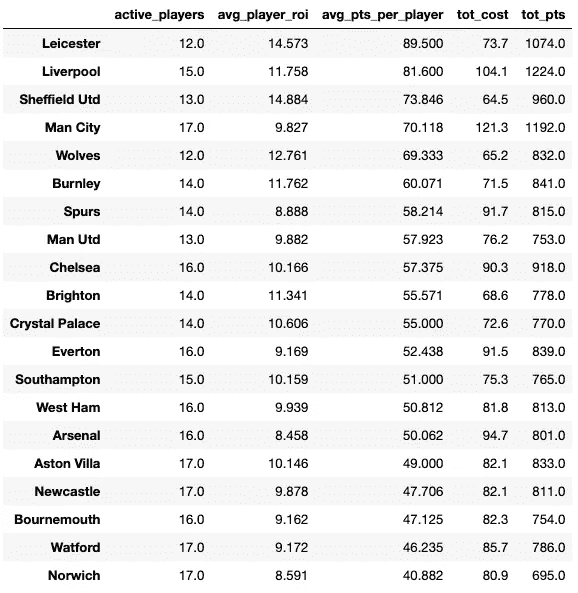 active_players avg_player_roi avg_pts_per_player tot_cost tot_pts
Leicester 12.0 14.573 89.500 73.7 1074.0
Liverpool 15.0 11.758 81.600 104.1 1224.0
Sheffield Utd 13.0 14.884 73.846 64.5 960.0
Man City 17.0 9.827 70.118 121.3 1192.0
Wolves 12.0 12.761 69.333 65.2 832.0
Burnley 14.0 11.762 60.071 71.5 841.0
Spurs 14.0 8.888 58.214 91.7 815.0
Man Utd 13.0 9.882 57.923 76.2 753.0
Chelsea 16.0 10.166 57.375 90.3 918.0
Brighton 14.0 11.341 55.571 68.6 778.0
Crystal Palace 14.0 10.606 55.000 72.6 770.0
Everton 16.0 9.169 52.438 91.5 839.0
Southampton 15.0 10.159 51.000 75.3 765.0
West Ham 16.0 9.939 50.812 81.8 813.0
Arsenal 16.0 8.458 50.062 94.7 801.0
Aston Villa 17.0 10.146 49.000 82.1 833.0
Newcastle 17.0 9.878 47.706 82.1 811.0
Bournemouth 16.0 9.162 47.125 82.3 754.0
Watford 17.0 9.172 46.235 85.7 786.0
Norwich 17.0 8.591 40.882 80.9 695.0